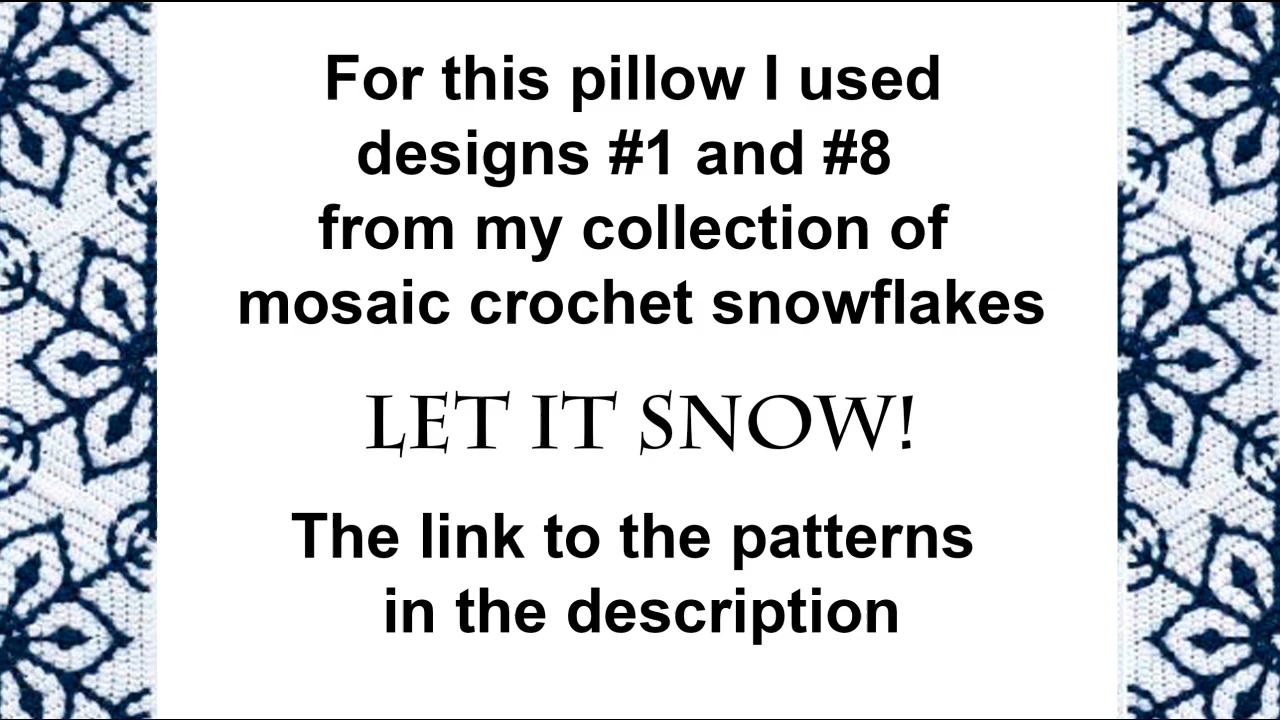 For this pillow I used
designs #1 and #8
from my collection of
mosaic crochet snowflakes
LET IT SNOW!
The link to the patterns
in the description